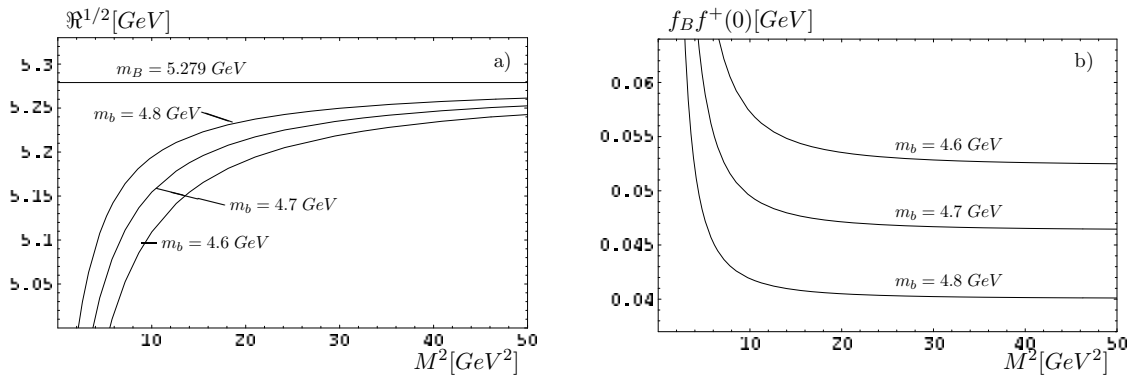 ℜ^{1/2}[GeV]
a)
5.3
m_B = 5.279 GeV
5.25
m_b = 4.8 GeV
5.2
5.15
m_b = 4.7 GeV
5.1
m_b = 4.6 GeV
5.05
10 20 30 40 50
M^2[GeV^2]
f_B f^+(0)[GeV]
b)
0.06
0.055
m_b = 4.6 GeV
0.05
m_b = 4.7 GeV
0.045
m_b = 4.8 GeV
0.04
10 20 30 40 50
M^2[GeV^2]